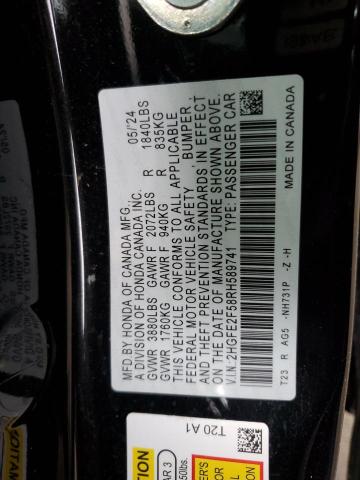 MFD.BY HONDA OF CANADA MFG., 05/'24
A DIVISION OF HONDA CANADA INC.
GVWR 3880LBS GAWR F 2072LBS R 1840LBS
GVWR 1760KG GAWR F 940KG R 835KG
THIS VEHICLE CONFORMS TO ALL APPLICABLE
FEDERAL MOTOR VEHICLE SAFETY , BUMPER,
AND THEFT PREVENTION STANDARDS IN EFFECT
ON THE DATE OF MANUFACTURE SHOWN ABOVE.
V.I.N. 2HGFE2F58RH589741 TYPE: PASSENGER CAR
T23 R AG5 -NH731P -Z -H MADE IN CANADA
T20 A1